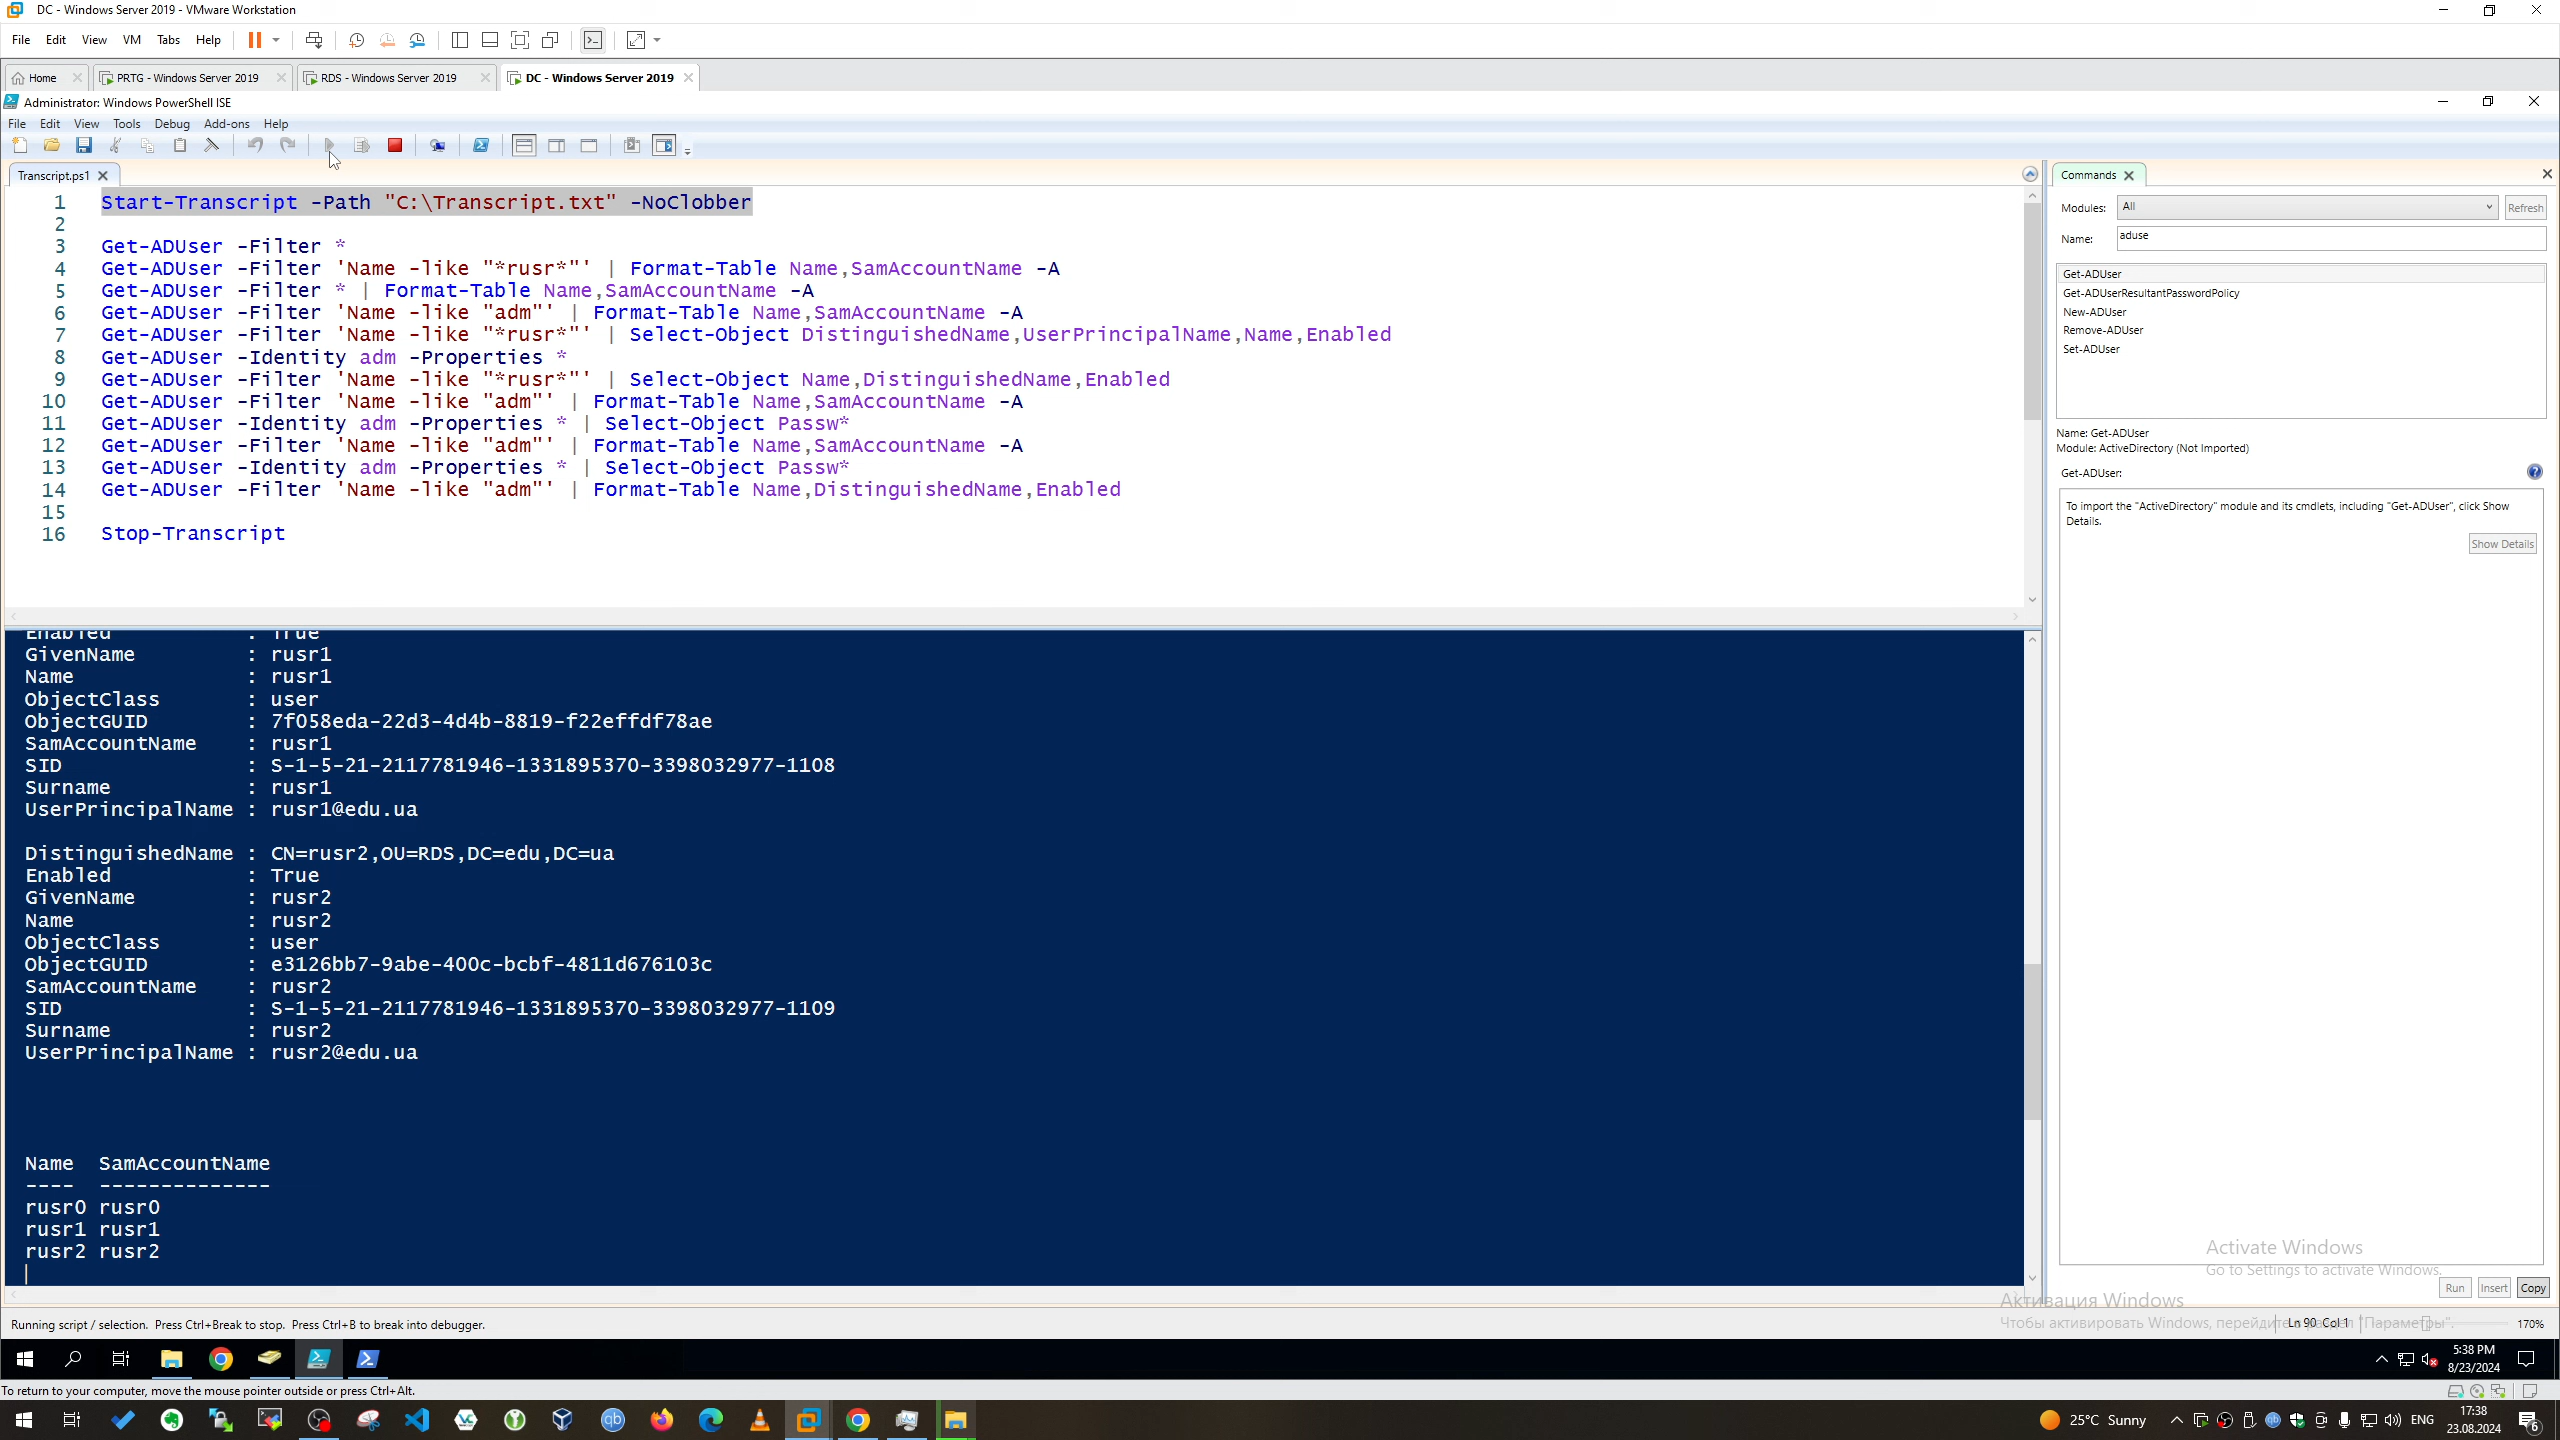 DC - Windows Server 2019 - VMware Workstation
File Edit View VM Tabs Help
Home PRTG - Windows Server 2019 RDS - Windows Server 2019 DC - Windows Server 2019
Administrator: Windows PowerShell ISE
File Edit View Tools Debug Add-ons Help
Transcript.ps1
1 Start-Transcript -Path "C:\Transcript.txt" -NoClobber
2
3 Get-ADUser -Filter *
4 Get-ADUser -Filter 'Name -like "*rusr*"' | Format-Table Name,SamAccountName -A
5 Get-ADUser -Filter * | Format-Table Name,SamAccountName -A
6 Get-ADUser -Filter 'Name -like "adm"' | Format-Table Name,SamAccountName -A
7 Get-ADUser -Filter 'Name -like "*rusr*"' | Select-Object DistinguishedName,UserPrincipalName,Name,Enabled
8 Get-ADUser -Identity adm -Properties *
9 Get-ADUser -Filter 'Name -like "*rusr*"' | Select-Object Name,DistinguishedName,Enabled
10 Get-ADUser -Filter 'Name -like "adm"' | Format-Table Name,SamAccountName -A
11 Get-ADUser -Identity adm -Properties * | Select-Object Passw*
12 Get-ADUser -Filter 'Name -like "adm"' | Format-Table Name,SamAccountName -A
13 Get-ADUser -Identity adm -Properties * | Select-Object Passw*
14 Get-ADUser -Filter 'Name -like "adm"' | Format-Table Name,DistinguishedName,Enabled
15
16 Stop-Transcript
Enabled : True
GivenName : rusr1
Name : rusr1
ObjectClass : user
ObjectGUID : 7f058eda-22d3-4d4b-8819-f22effdf78ae
SamAccountName : rusr1
SID : S-1-5-21-2117781946-1331895370-3398032977-1108
Surname : rusr1
UserPrincipalName : rusr1@edu.ua
DistinguishedName : CN=rusr2,OU=RDS,DC=edu,DC=ua
Enabled : True
GivenName : rusr2
Name : rusr2
ObjectClass : user
ObjectGUID : e3126bb7-9abe-400c-bcbf-4811d676103c
SamAccountName : rusr2
SID : S-1-5-21-2117781946-1331895370-3398032977-1109
Surname : rusr2
UserPrincipalName : rusr2@edu.ua
Name SamAccountName
---- --------------
rusr0 rusr0
rusr1 rusr1
rusr2 rusr2
Commands
Modules: All Refresh
Name: aduse
Get-ADUser
Get-ADUserResultantPasswordPolicy
New-ADUser
Remove-ADUser
Set-ADUser
Name: Get-ADUser
Module: ActiveDirectory (Not Imported)
Get-ADUser:
To import the "ActiveDirectory" module and its cmdlets, including "Get-ADUser", click Show
Details.
Show Details
Activate Windows
Go to Settings to activate Windows.
Run Insert Copy
Активация Windows
Чтобы активировать Windows, перейдите в раздел "Параметры".
Running script / selection. Press Ctrl+Break to stop. Press Ctrl+B to break into debugger.
Ln 90 Col 1 170%
5:38 PM
8/23/2024
To return to your computer, move the mouse pointer outside or press Ctrl+Alt.
25°C Sunny ENG
17:38
23.08.2024
6